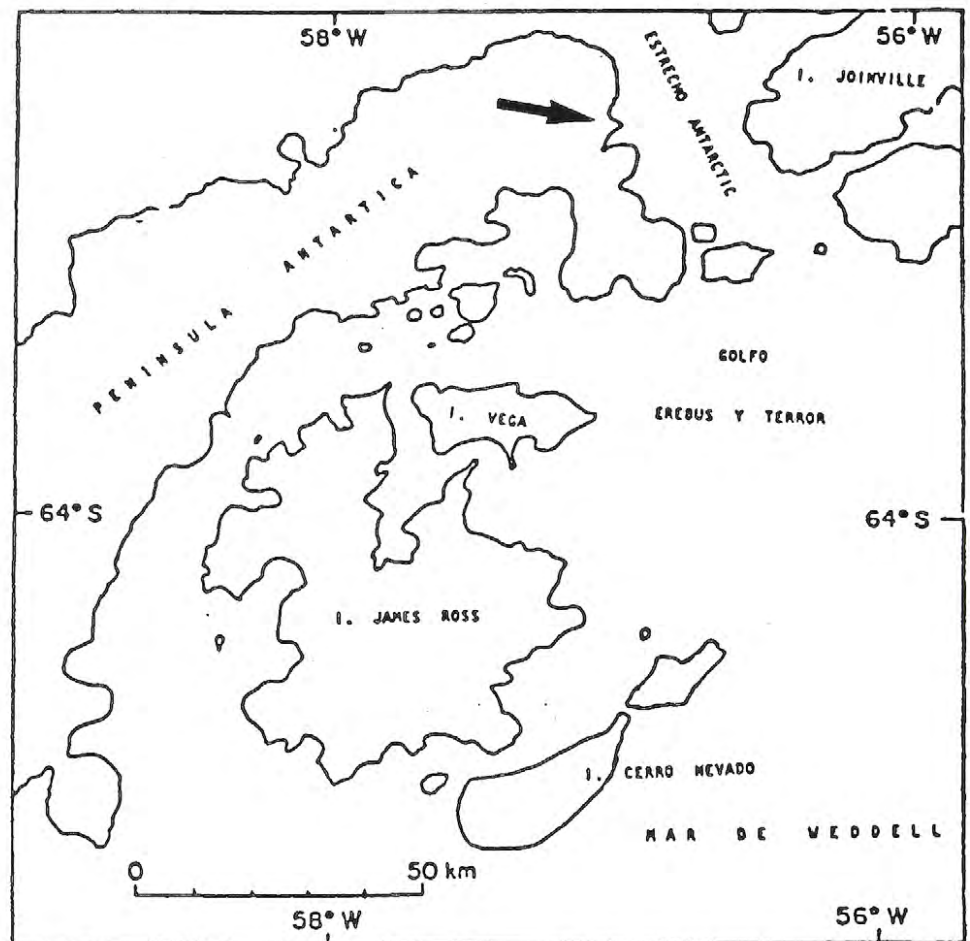 58°W
56°W
ESTRECHO ANTARCTIC
I. JOINVILLE
PENINSULA ANTARTICA
GOLFO
EREBUS Y TERROR
I. VEGA
64°S
64°S
I. JAMES ROSS
I. CERRO NEVADO
MAR DE WEDDELL
0 50 km
58°W
56°W